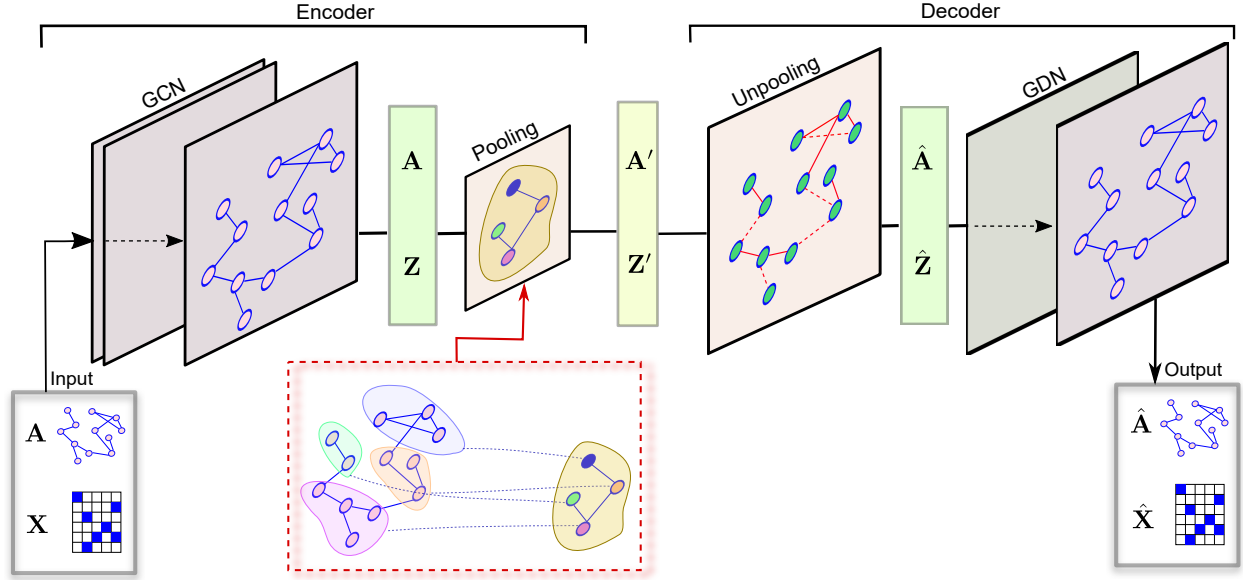 Encoder
Decoder
GCN
A
Z
Pooling
A′
Z′
Unpooling
Â
Ẑ
GDN
Input
A
X
Output
Â
X̂